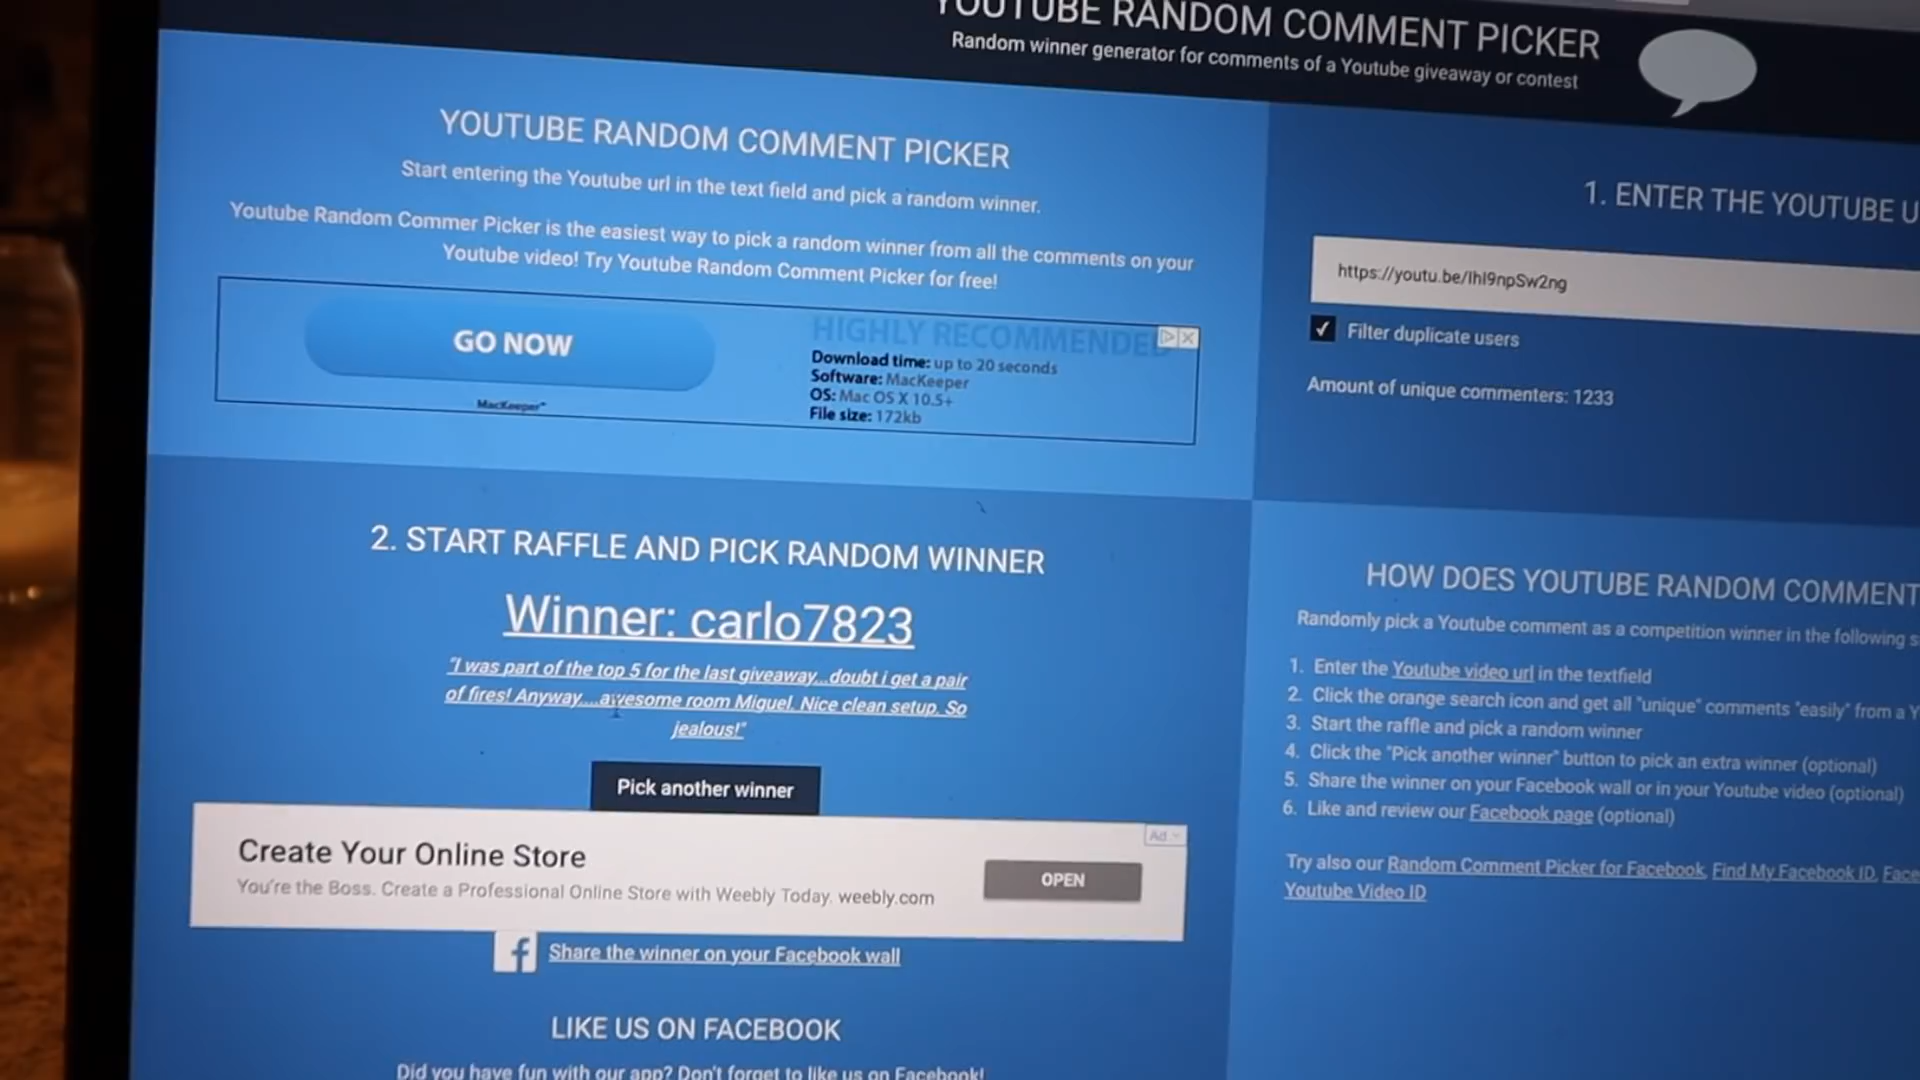 YOUTUBE RANDOM COMMENT PICKER
Random winner generator for comments of a Youtube giveaway or contest
YOUTUBE RANDOM COMMENT PICKER
Start entering the Youtube url in the text field and pick a random winner.
Youtube Random Commer Picker is the easiest way to pick a random winner from all the comments on your
Youtube video! Try Youtube Random Comment Picker for free!
GO NOW
MacKeeper
HIGHLY RECOMMENDED
Download time: up to 20 seconds
Software: MacKeeper
OS: Mac OS X 10.5+
File size: 172kb
1. ENTER THE YOUTUBE U
https://youtu.be/lhl9npSw2ng
Filter duplicate users
Amount of unique commenters: 1233
2. START RAFFLE AND PICK RANDOM WINNER
Winner: carlo7823
"I was part of the top 5 for the last giveaway...doubt i get a pair
of fires! Anyway....awesome room Miguel. Nice clean setup. So
jealous!"
Pick another winner
Create Your Online Store
You're the Boss. Create a Professional Online Store with Weebly Today. weebly.com
OPEN
Ad
f Share the winner on your Facebook wall
LIKE US ON FACEBOOK
Did you have fun with our app? Don't forget to like us on Facebook!
HOW DOES YOUTUBE RANDOM COMMENT
Randomly pick a Youtube comment as a competition winner in the following s
1. Enter the Youtube video url in the textfield
2. Click the orange search icon and get all "unique" comments "easily" from a Y
3. Start the raffle and pick a random winner
4. Click the "Pick another winner" button to pick an extra winner (optional)
5. Share the winner on your Facebook wall or in your Youtube video (optional)
6. Like and review our Facebook page (optional)
Try also our Random Comment Picker for Facebook, Find My Facebook ID, Face
Youtube Video ID